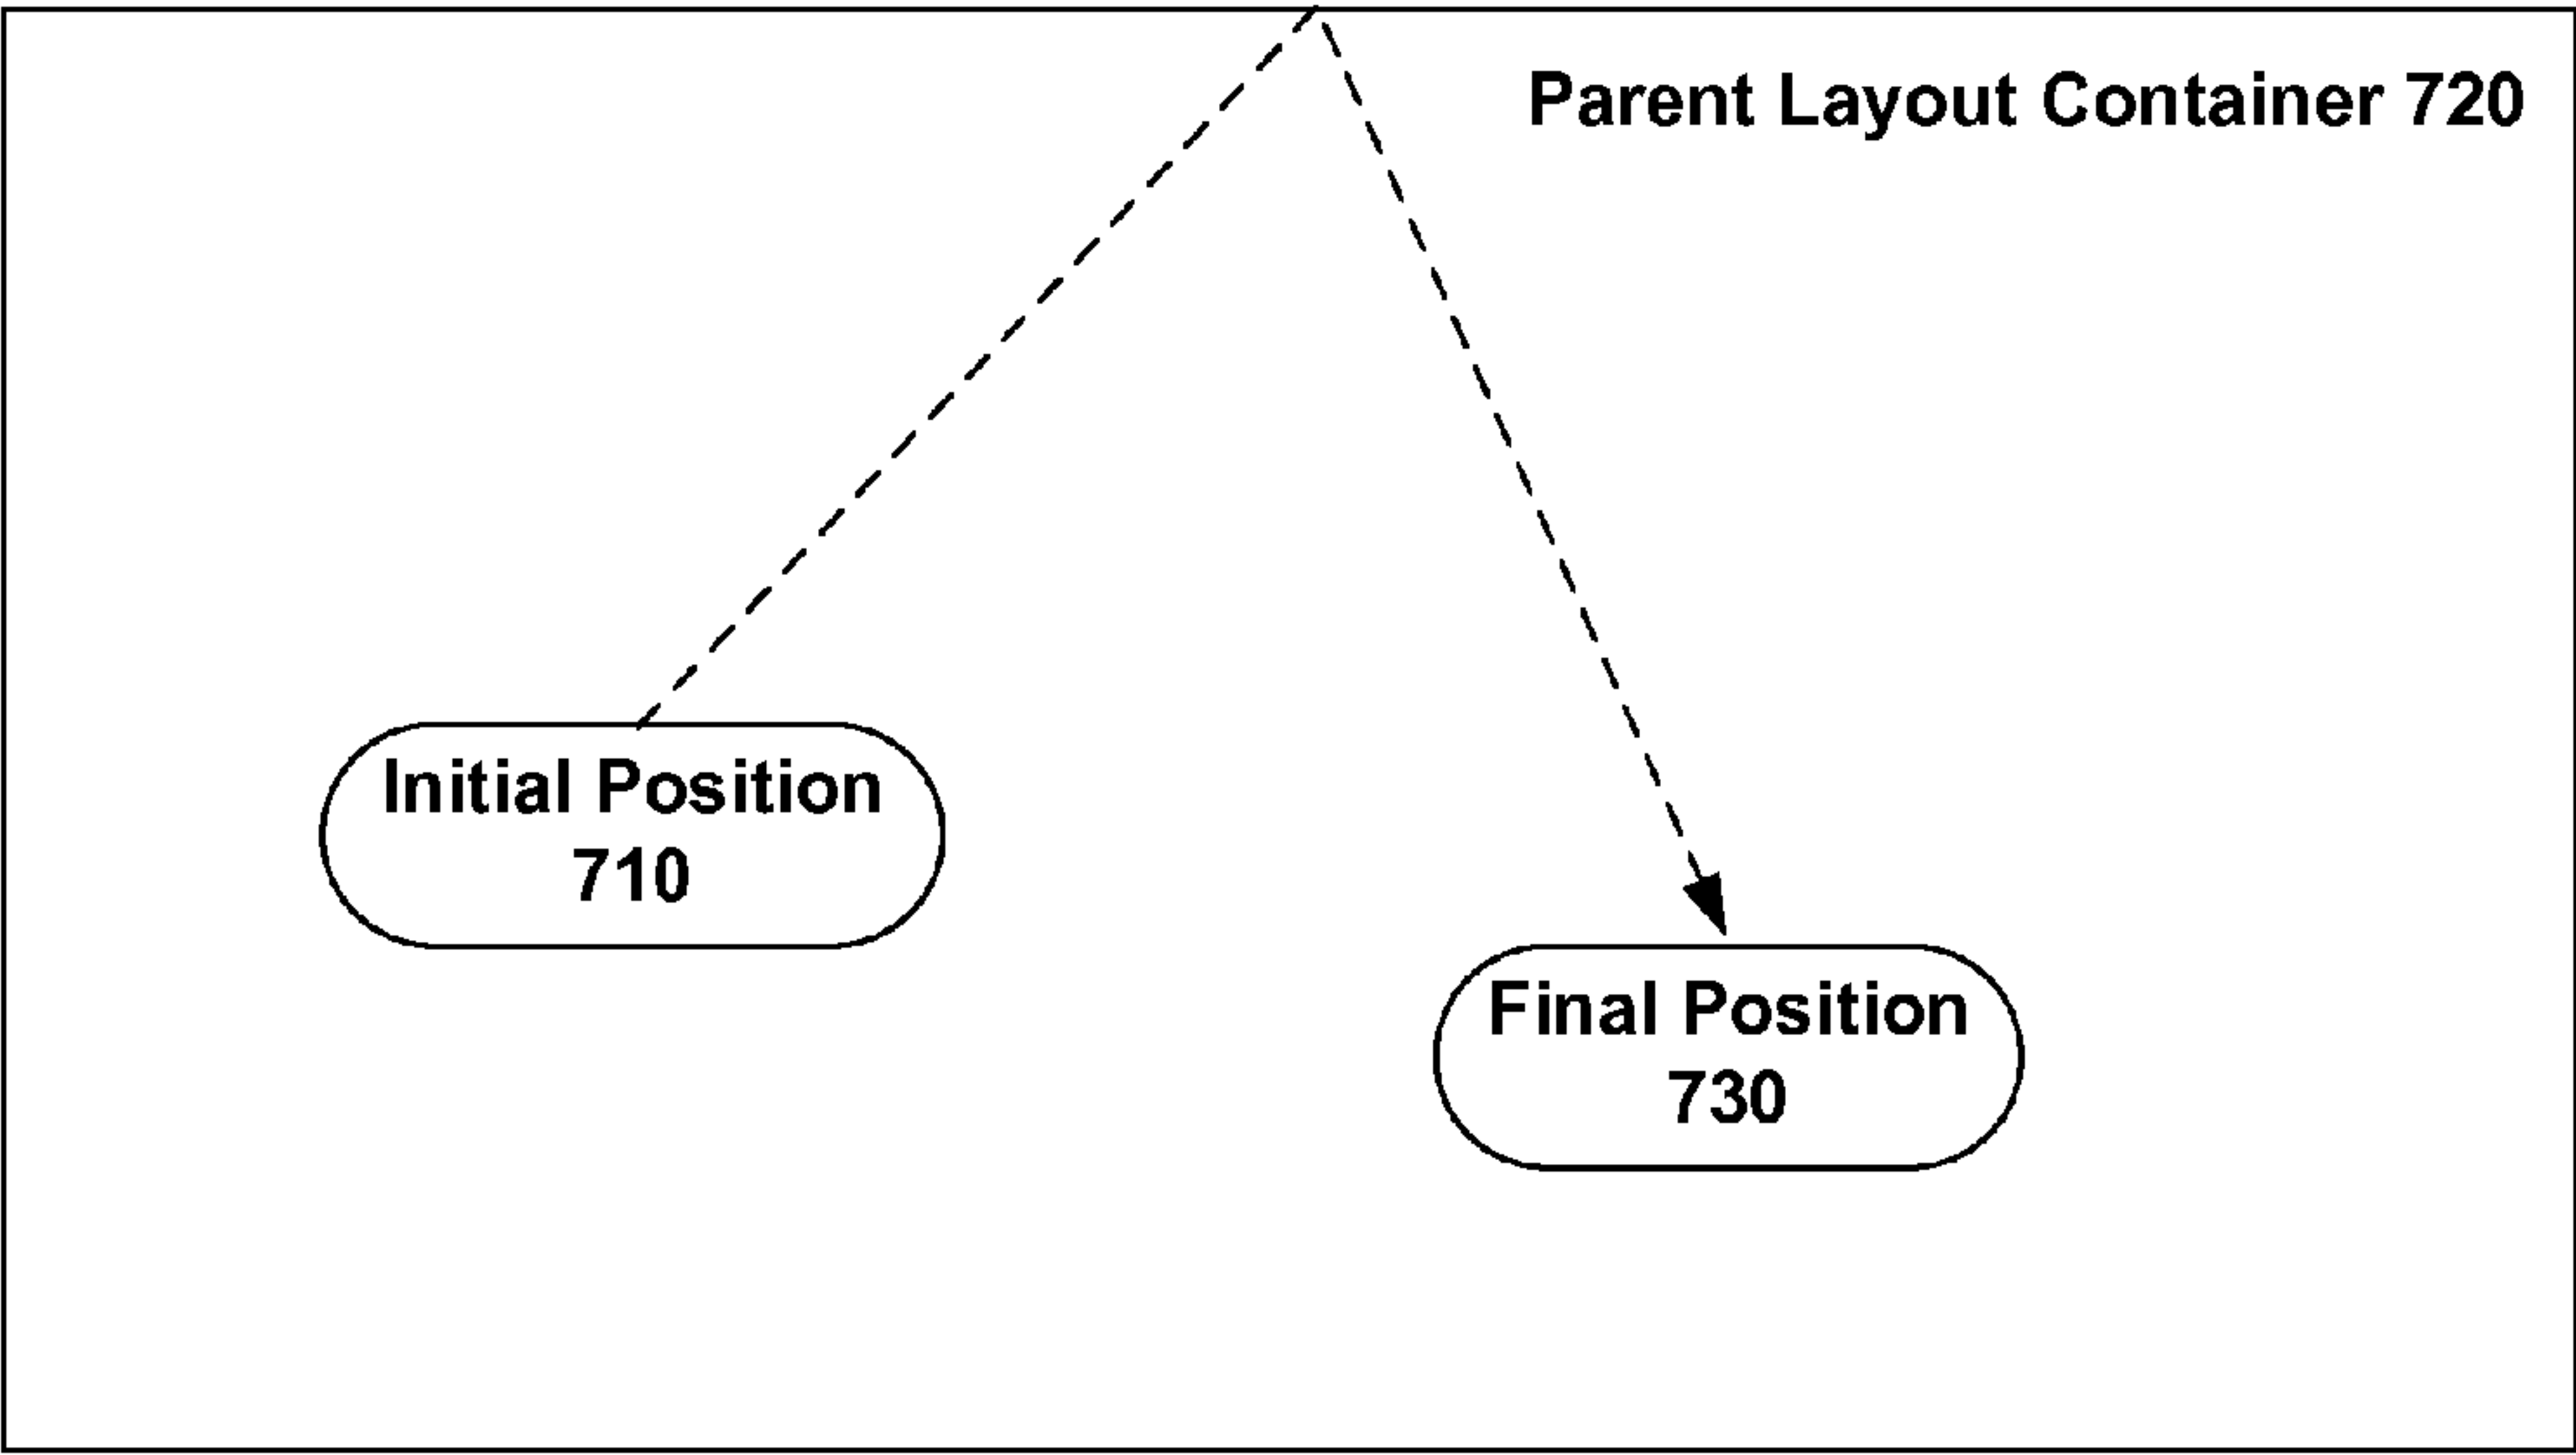 Parent Layout Container 720
Initial Position
710
Final Position
730